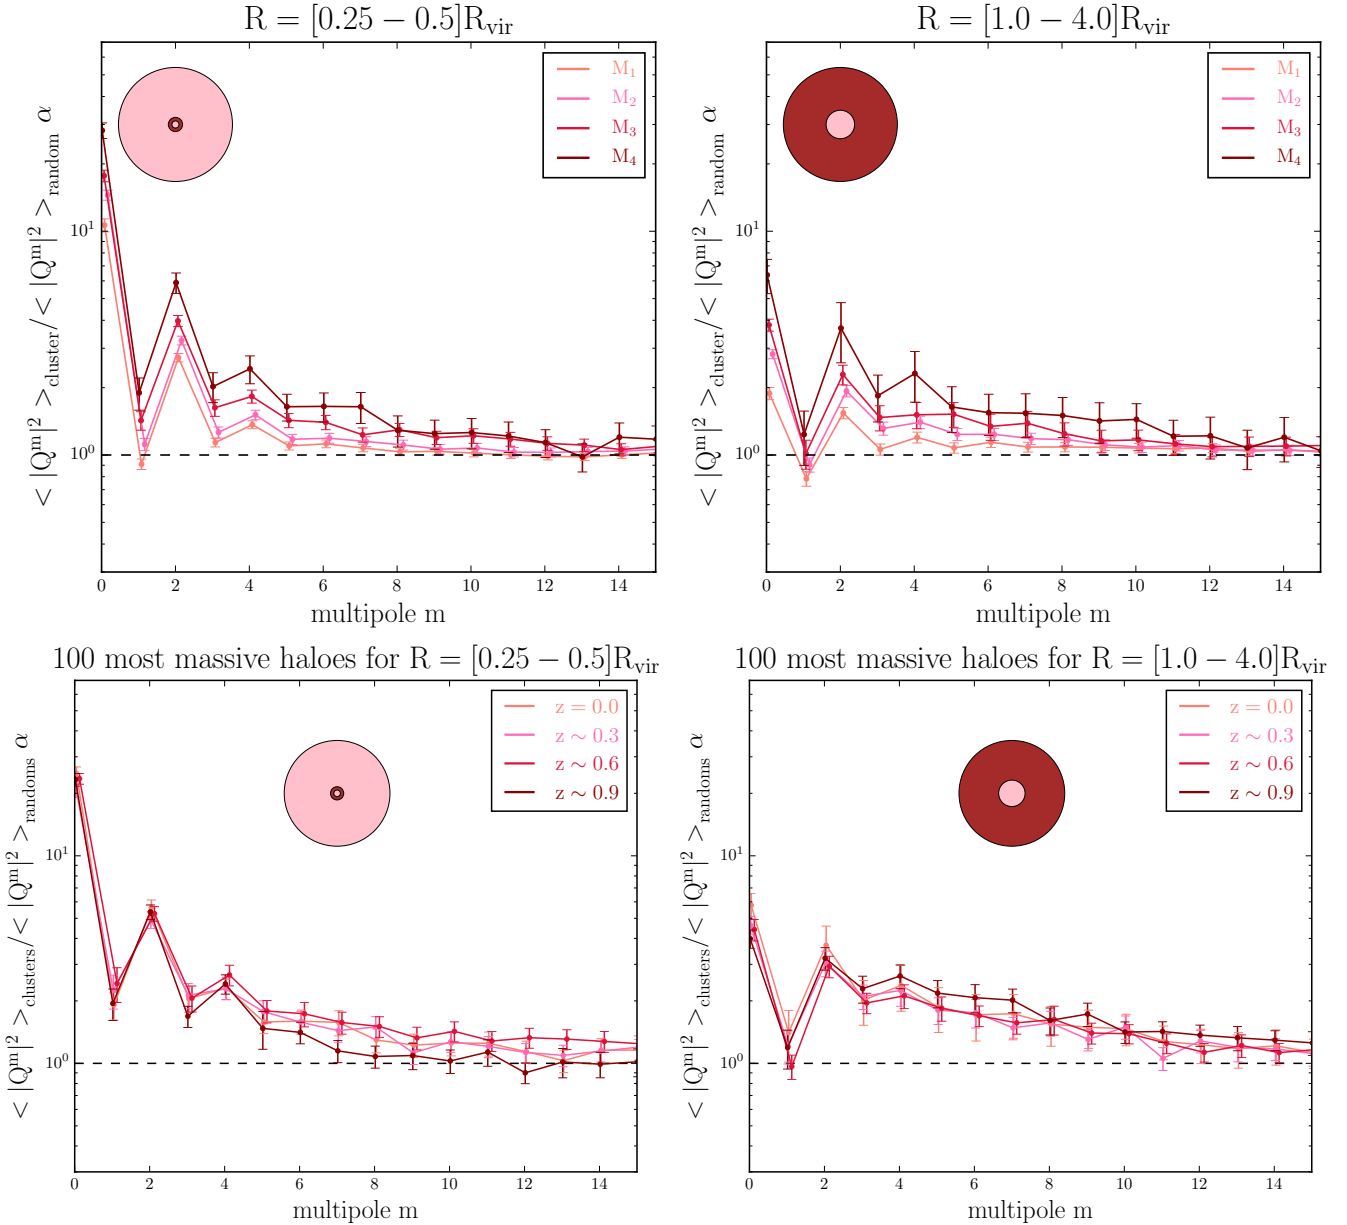 R = [0.25 − 0.5]R_vir
< |Q^m|^2 >_cluster/< |Q^m|^2 >_random α
M_1
M_2
M_3
M_4
10^1
10^0
0 2 4 6 8 10 12 14
multipole m
R = [1.0 − 4.0]R_vir
< |Q^m|^2 >_cluster/< |Q^m|^2 >_random α
M_1
M_2
M_3
M_4
10^1
10^0
0 2 4 6 8 10 12 14
multipole m
100 most massive haloes for R = [0.25 − 0.5]R_vir
< |Q^m|^2 >_clusters/< |Q^m|^2 >_randoms α
z = 0.0
z ∼ 0.3
z ∼ 0.6
z ∼ 0.9
10^1
10^0
0 2 4 6 8 10 12 14
multipole m
100 most massive haloes for R = [1.0 − 4.0]R_vir
< |Q^m|^2 >_clusters/< |Q^m|^2 >_randoms α
z = 0.0
z ∼ 0.3
z ∼ 0.6
z ∼ 0.9
10^1
10^0
0 2 4 6 8 10 12 14
multipole m